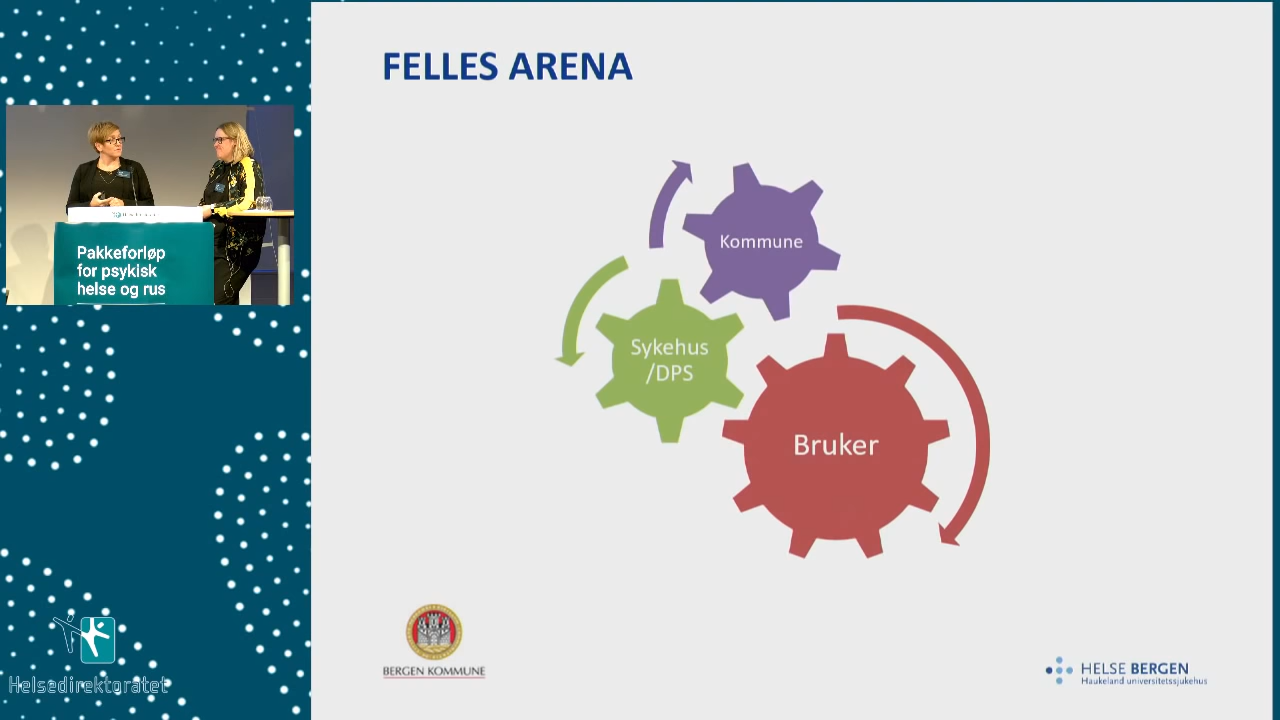 FELLES ARENA
Pakkeforløp
for psykisk
helse og rus
Kommune
Sykehus
/DPS
Bruker
BERGEN KOMMUNE
HELSE BERGEN
Haukeland universitetssjukehus
Helsedirektoratet